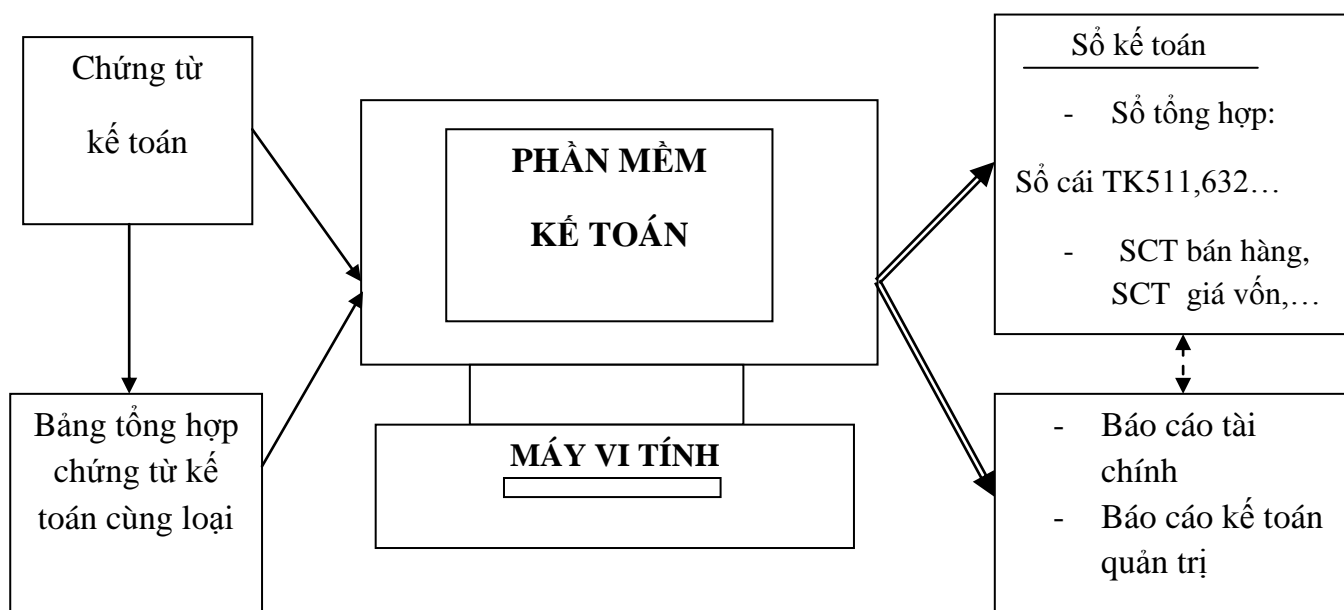 Chứng từ
kế toán
Bảng tổng hợp
chứng từ kế
toán cùng loại
PHẦN MỀM
KẾ TOÁN
MÁY VI TÍNH
Sổ kế toán
- Sổ tổng hợp:
Sổ cái TK511,632…
- SCT bán hàng,
SCT giá vốn,…
- Báo cáo tài
chính
- Báo cáo kế toán
quản trị